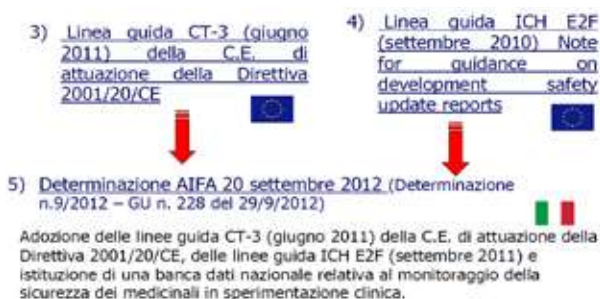 3) Linea guida CT-3 (giugno
2011) della C.E. di
attuazione della Direttiva
2001/20/CE
4) Linea guida ICH E2F
(settembre 2010) Note
for guidance on
development safety
update reports
5) Determinazione AIFA 20 settembre 2012 (Determinazione
n.9/2012 – GU n. 228 del 29/9/2012)
Adozione delle linee guida CT-3 (giugno 2011) della C.E. di attuazione della
Direttiva 2001/20/CE, delle linee guida ICH E2F (settembre 2011) e
istituzione di una banca dati nazionale relativa al monitoraggio della
sicurezza dei medicinali in sperimentazione clinica.